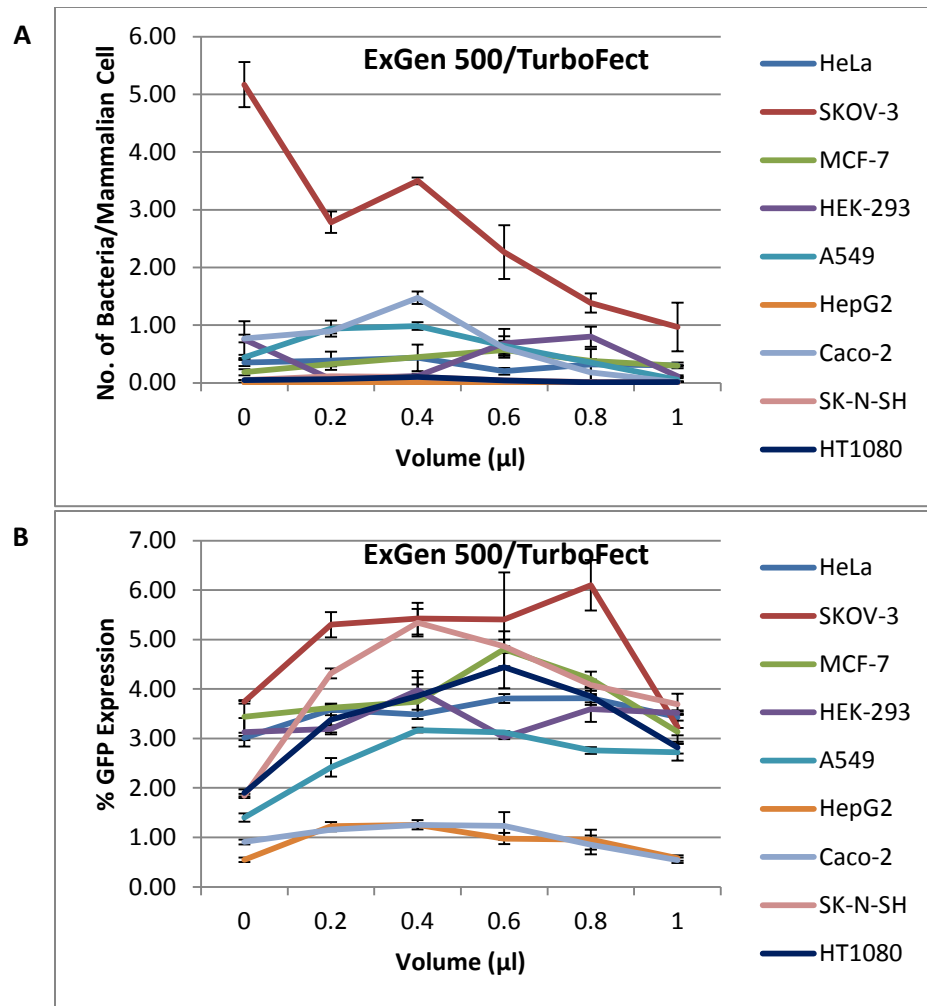 A
ExGen 500/TurboFect
No. of Bacteria/Mammalian Cell
6.00
5.00
4.00
3.00
2.00
1.00
0.00
0 0.2 0.4 0.6 0.8 1
Volume (µl)
HeLa
SKOV-3
MCF-7
HEK-293
A549
HepG2
Caco-2
SK-N-SH
HT1080
B
ExGen 500/TurboFect
% GFP Expression
7.00
6.00
5.00
4.00
3.00
2.00
1.00
0.00
0 0.2 0.4 0.6 0.8 1
Volume (µl)
HeLa
SKOV-3
MCF-7
HEK-293
A549
HepG2
Caco-2
SK-N-SH
HT1080